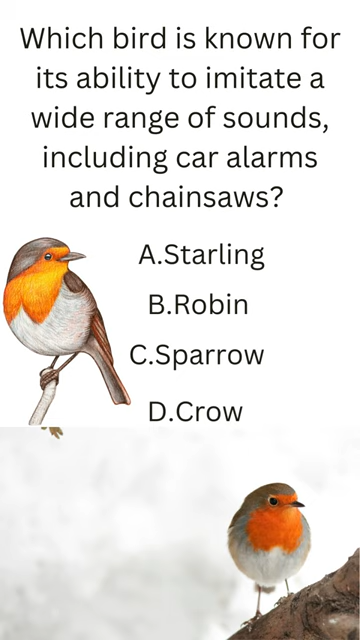 Which bird is known for
its ability to imitate a
wide range of sounds,
including car alarms
and chainsaws?
A.Starling
B.Robin
C.Sparrow
D.Crow